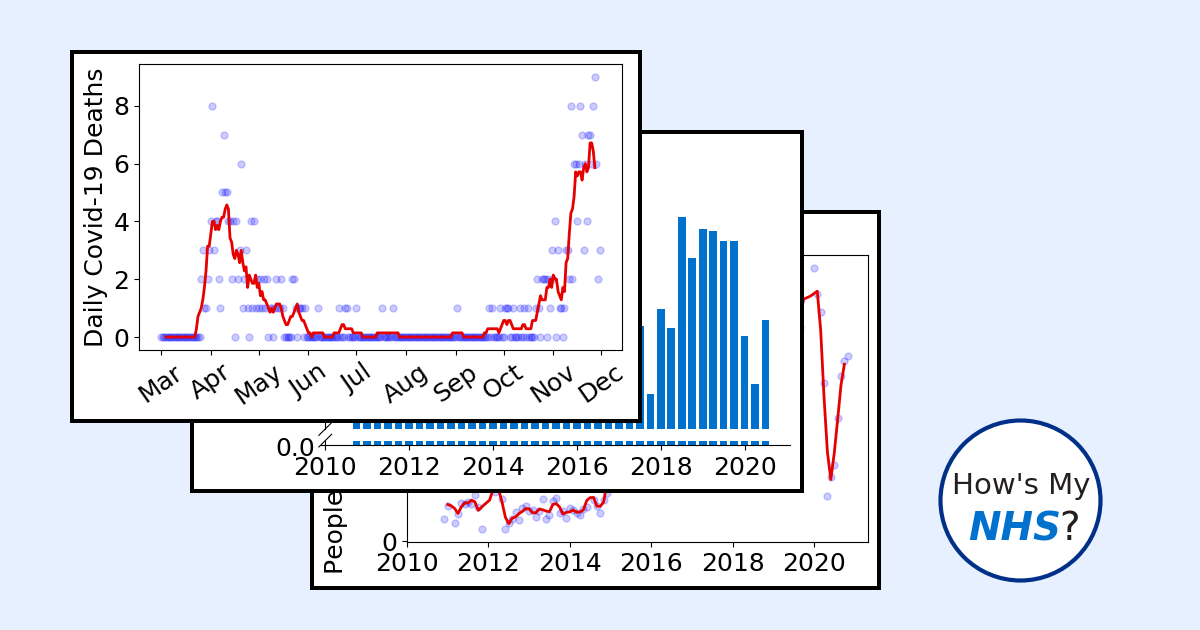 Daily Covid-19 Deaths
8
6
4
2
0
Mar Apr May Jun Jul Aug Sep Oct Nov Dec
0.0
2010 2012 2014 2016 2018 2020
People
0
2010 2012 2014 2016 2018 2020
How's My
NHS?